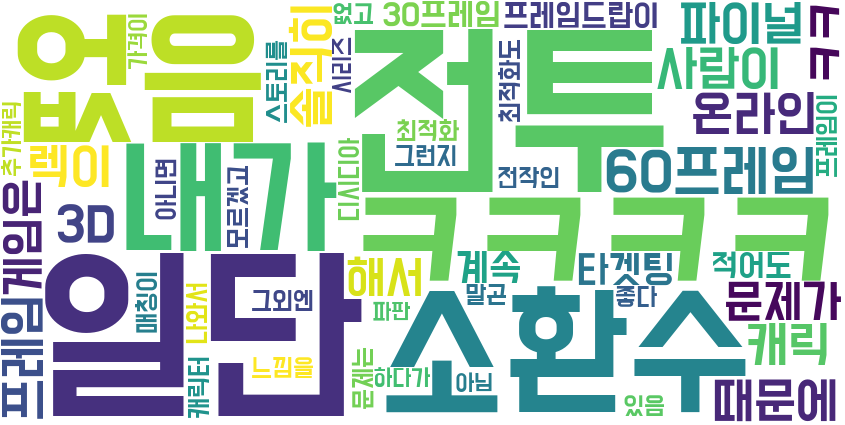 없음
전투
내가
일단
소환수
ㅋㅋㅋㅋ
60프레임
온라인
사람이
파이널
ㅋㅋ
30프레임
프레임드랍이
없고
솔직히
시리즈
스토리를
가격이
추가캐릭
렉이
3D
게임은
프레임
아니면
모르겠고
디시디아
최적화
그런지
최적화도
전작인
프레임이
해서
계속
말곤
타겟팅
좋다
적어도
문제가
캐릭
때문에
있음
아님
하다가
문제는
파판
그외엔
느낌을
나와서
매칭이
캐릭터